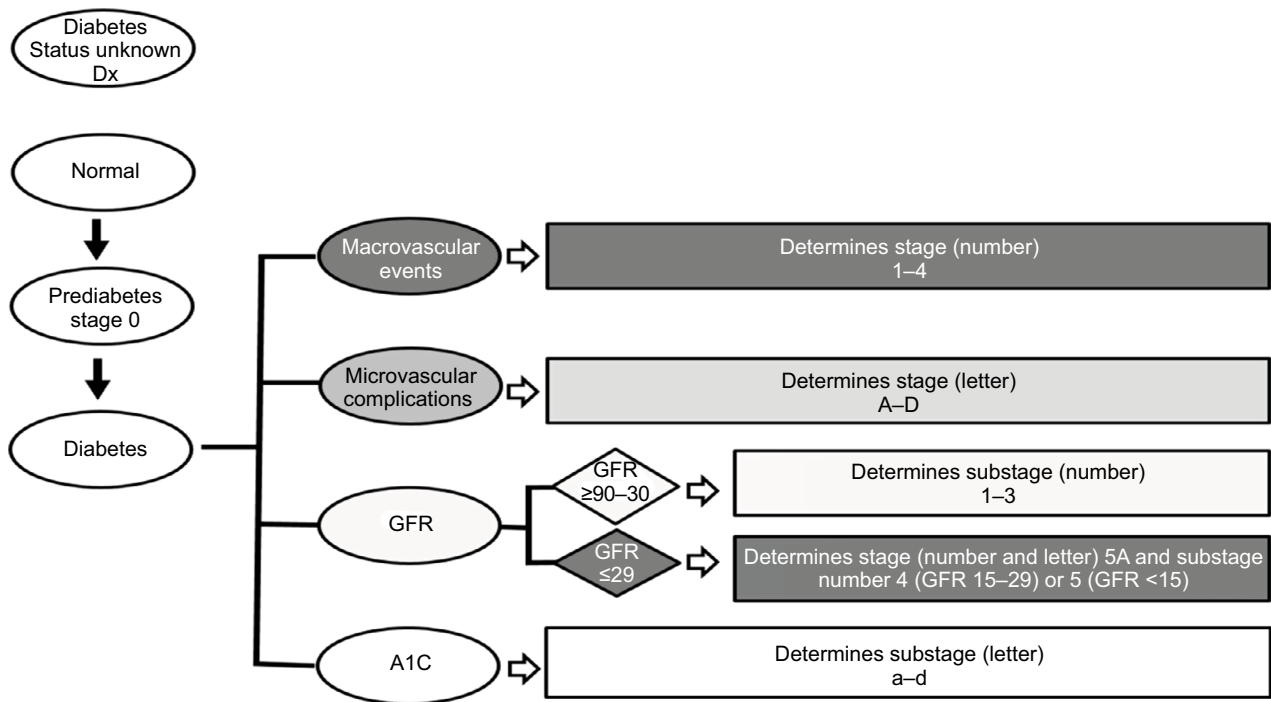 Diabetes
Status unknown
Dx
Normal
Prediabetes
stage 0
Diabetes
Macrovascular
events
Determines stage (number)
1–4
Microvascular
complications
Determines stage (letter)
A–D
GFR
GFR
≥90–30
Determines substage (number)
1–3
GFR
≤29
Determines stage (number and letter) 5A and substage
number 4 (GFR 15–29) or 5 (GFR <15)
A1C
Determines substage (letter)
a–d